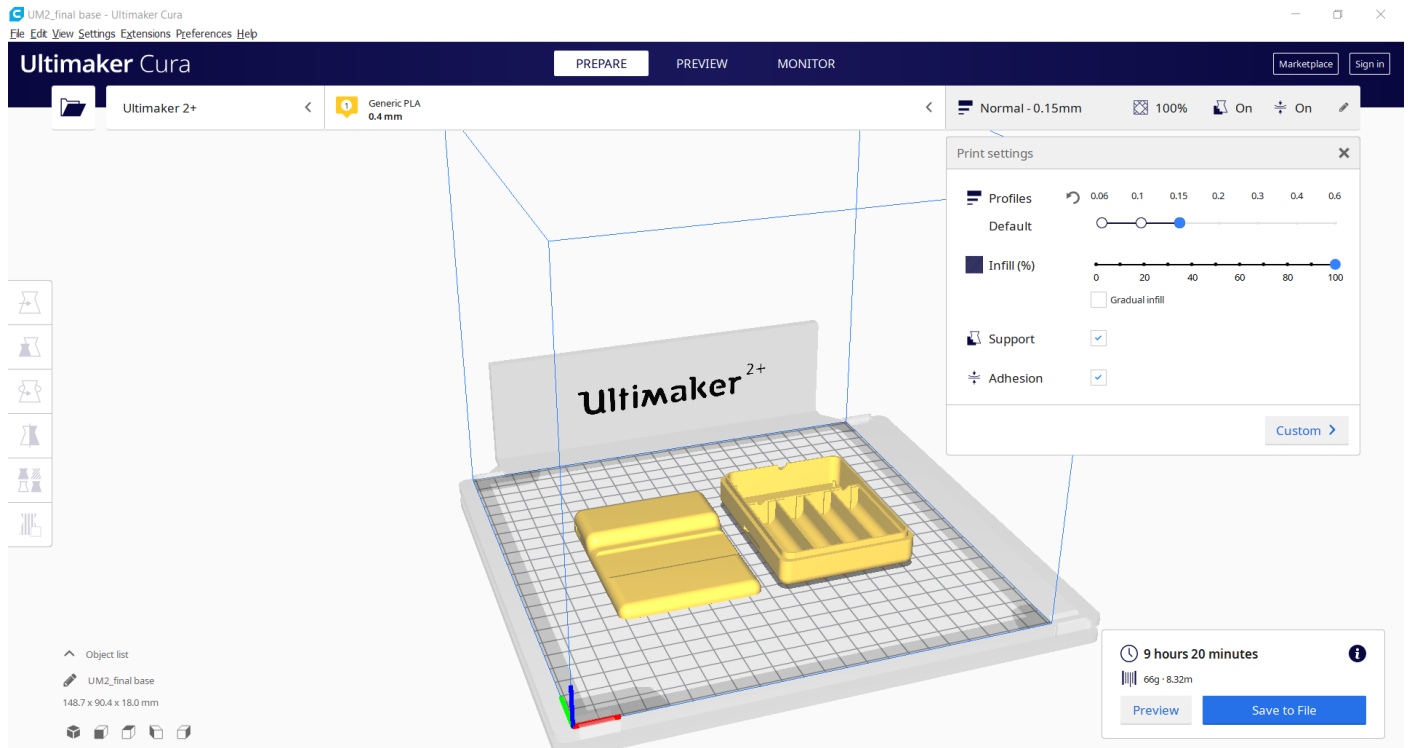 UM2_final base - Ultimaker Cura
File Edit View Settings Extensions Preferences Help
Ultimaker Cura
PREPARE PREVIEW MONITOR
Marketplace Sign in
Ultimaker 2+
1 Generic PLA
0.4 mm
Normal - 0.15mm 100% On On
Print settings
Profiles 0.06 0.1 0.15 0.2 0.3 0.4 0.6
Default
Infill (%)
0 20 40 60 80 100
Gradual infill
Support
Adhesion
Custom
Ultimaker 2+
Object list
UM2_final base
148.7 x 90.4 x 18.0 mm
9 hours 20 minutes
66g · 8.32m
Preview Save to File